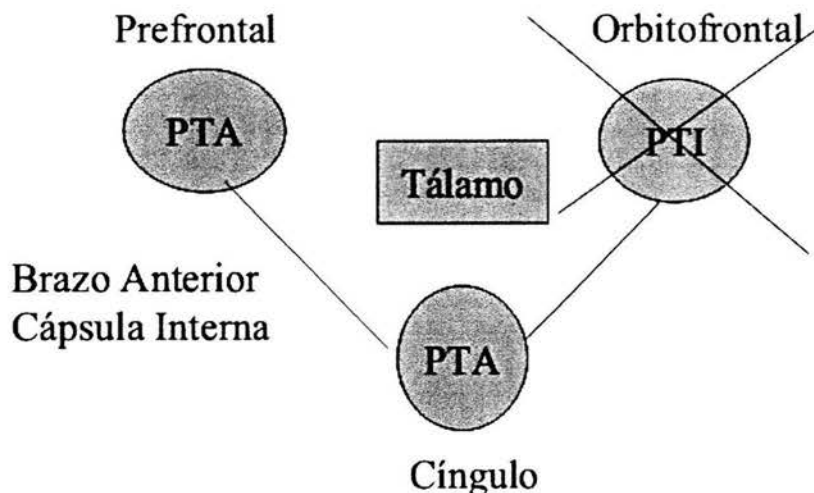 Prefrontal
Orbitofrontal
PTA
PTI
Tálamo
Brazo Anterior
Cápsula Interna
PTA
Cíngulo